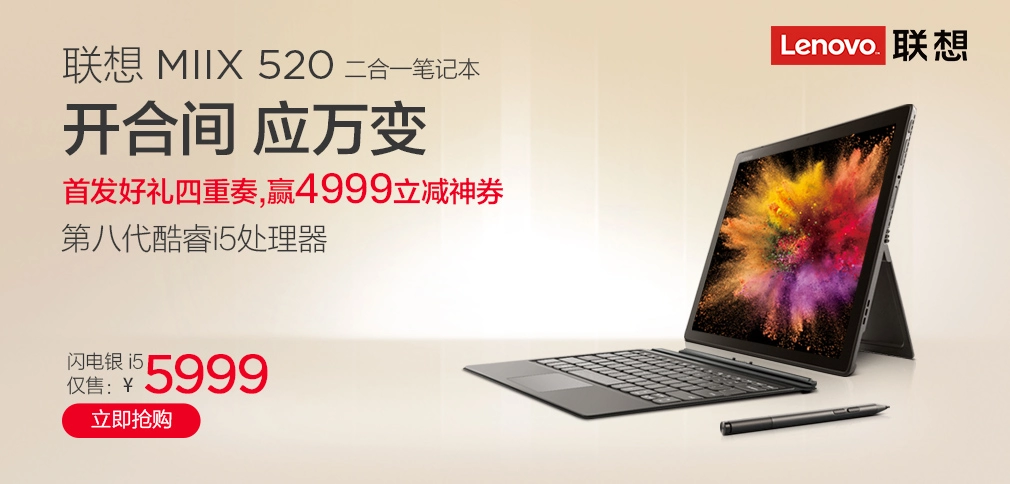 联想 MIIX 520 二合一笔记本
Lenovo 联想
开合间 应万变
首发好礼四重奏,赢4999立减神券
第八代酷睿i5处理器
闪电银 i5
仅售：￥5999
立即抢购